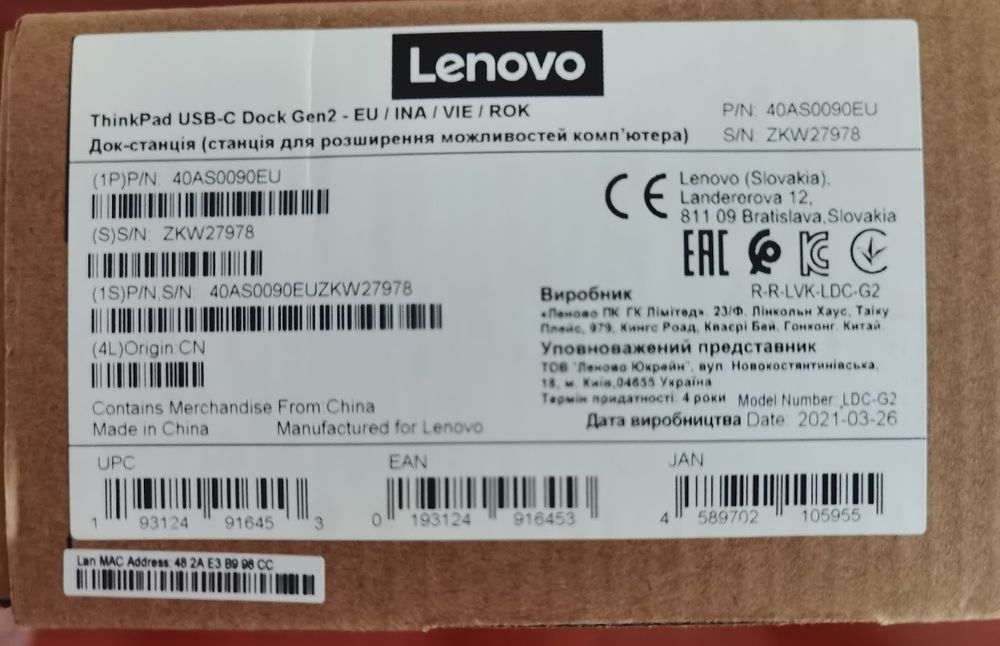 Lenovo
ThinkPad USB-C Dock Gen2 - EU / INA / VIE / ROK
Док-станція (станція для розширення можливостей комп'ютера)
P/N: 40AS0090EU
S/N: ZKW27978
(1P)P/N: 40AS0090EU
(S)S/N: ZKW27978
(1S)P/N,S/N: 40AS0090EUZKW27978
(4L)Origin:CN
Contains Merchandise From China
Made in China Manufactured for Lenovo
CE
Lenovo (Slovakia),
Landererova 12,
811 09 Bratislava,Slovakia
EAC
R-R-LVK-LDC-G2
Виробник
«Леново ПК ГК Лімітед». 23/Ф. Лінкольн Хаус, Тайку
Плейс, 979, Кингс Роад, Кваєрі Бей, Гонконг, Китай.
Уповноважений представник
ТОВ "Леново Юкрейн", вул Новокостянтинівська,
18, м. Київ,04655 Україна
Термін придатності: 4 роки Model Number: LDC-G2
Дата виробництва Date: 2021-03-26
UPC
1 93124 91645 3
EAN
0 193124 916453
JAN
4 589702 105955
Lan MAC Address: 48 2A E3 B9 98 CC